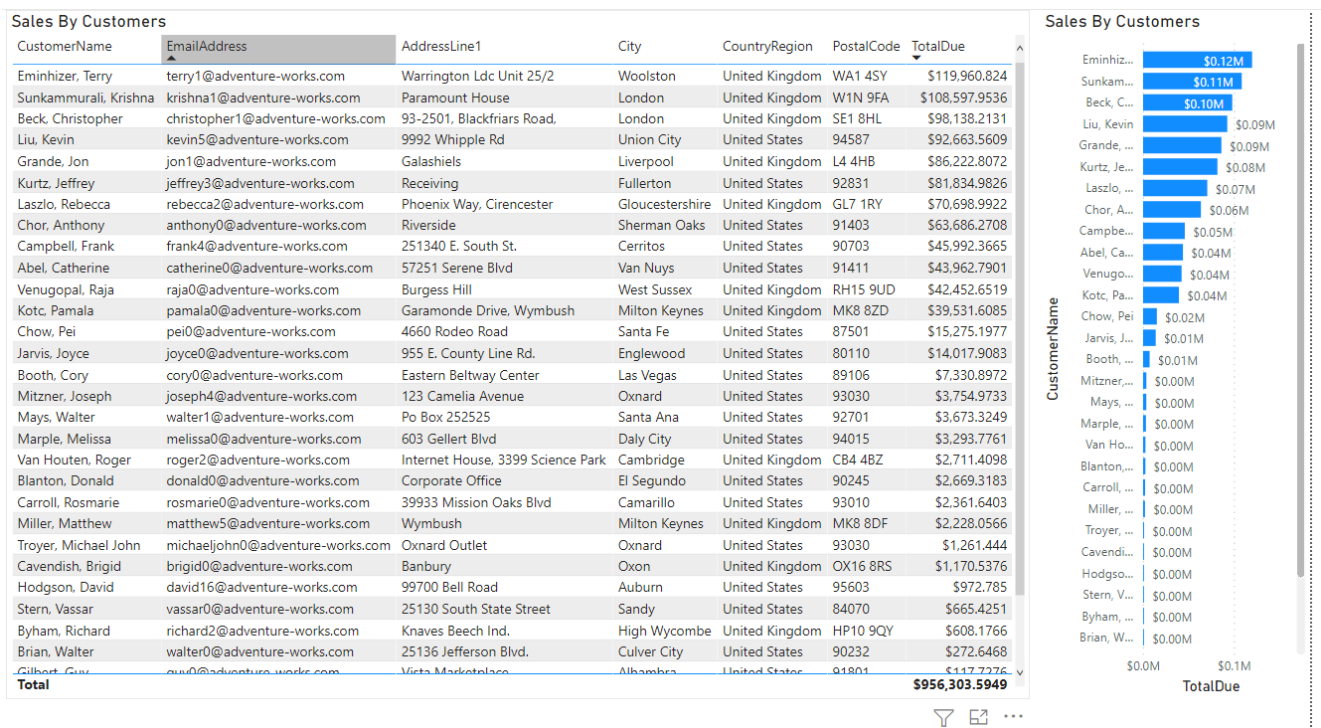 Sales By Customers
CustomerName EmailAddress AddressLine1 City CountryRegion PostalCode TotalDue
Eminhizer, Terry terry1@adventure-works.com Warrington Ldc Unit 25/2 Woolston United Kingdom WA1 4SY $119,960.824
Sunkammurali, Krishna krishna1@adventure-works.com Paramount House London United Kingdom W1N 9FA $108,597.9536
Beck, Christopher christopher1@adventure-works.com 93-2501, Blackfriars Road, London United Kingdom SE1 8HL $98,138.2131
Liu, Kevin kevin5@adventure-works.com 9992 Whipple Rd Union City United States 94587 $92,663.5609
Grande, Jon jon1@adventure-works.com Galashiels Liverpool United Kingdom L4 4HB $86,222.8072
Kurtz, Jeffrey jeffrey3@adventure-works.com Receiving Fullerton United States 92831 $81,834.9826
Laszlo, Rebecca rebecca2@adventure-works.com Phoenix Way, Cirencester Gloucestershire United Kingdom GL7 1RY $70,698.9922
Chor, Anthony anthony0@adventure-works.com Riverside Sherman Oaks United States 91403 $63,686.2708
Campbell, Frank frank4@adventure-works.com 251340 E. South St. Cerritos United States 90703 $45,992.3665
Abel, Catherine catherine0@adventure-works.com 57251 Serene Blvd Van Nuys United States 91411 $43,962.7901
Venugopal, Raja raja0@adventure-works.com Burgess Hill West Sussex United Kingdom RH15 9UD $42,452.6519
Kotc, Pamala pamala0@adventure-works.com Garamonde Drive, Wymbush Milton Keynes United Kingdom MK8 8ZD $39,531.6085
Chow, Pei pei0@adventure-works.com 4660 Rodeo Road Santa Fe United States 87501 $15,275.1977
Jarvis, Joyce joyce0@adventure-works.com 955 E. County Line Rd. Englewood United States 80110 $14,017.9083
Booth, Cory cory0@adventure-works.com Eastern Beltway Center Las Vegas United States 89106 $7,330.8972
Mitzner, Joseph joseph4@adventure-works.com 123 Camelia Avenue Oxnard United States 93030 $3,754.9733
Mays, Walter walter1@adventure-works.com Po Box 252525 Santa Ana United States 92701 $3,673.3249
Marple, Melissa melissa0@adventure-works.com 603 Gellert Blvd Daly City United States 94015 $3,293.7761
Van Houten, Roger roger2@adventure-works.com Internet House, 3399 Science Park Cambridge United Kingdom CB4 4BZ $2,711.4098
Blanton, Donald donald0@adventure-works.com Corporate Office El Segundo United States 90245 $2,669.3183
Carroll, Rosmarie rosmarie0@adventure-works.com 39933 Mission Oaks Blvd Camarillo United States 93010 $2,361.6403
Miller, Matthew matthew5@adventure-works.com Wymbush Milton Keynes United Kingdom MK8 8DF $2,228.0566
Troyer, Michael John michaeljohn0@adventure-works.com Oxnard Outlet Oxnard United States 93030 $1,261.444
Cavendish, Brigid brigid0@adventure-works.com Banbury Oxon United Kingdom OX16 8RS $1,170.5376
Hodgson, David david16@adventure-works.com 99700 Bell Road Auburn United States 95603 $972.785
Stern, Vassar vassar0@adventure-works.com 25130 South State Street Sandy United States 84070 $665.4251
Byham, Richard richard2@adventure-works.com Knaves Beech Ind. High Wycombe United Kingdom HP10 9QY $608.1766
Brian, Walter walter0@adventure-works.com 25136 Jefferson Blvd. Culver City United States 90232 $272.6468
Gilbert, Guy guy0@adventure-works.com Vista Marketplace Alhambra United States 91801 $117.7276
Total $956,303.5949
Sales By Customers
CustomerName
Eminhiz... $0.12M
Sunkam... $0.11M
Beck, C... $0.10M
Liu, Kevin $0.09M
Grande, ... $0.09M
Kurtz, Je... $0.08M
Laszlo, ... $0.07M
Chor, A... $0.06M
Campbe... $0.05M
Abel, Ca... $0.04M
Venugo... $0.04M
Kotc, Pa... $0.04M
Chow, Pei $0.02M
Jarvis, J... $0.01M
Booth, ... $0.01M
Mitzner,... $0.00M
Mays, ... $0.00M
Marple, ... $0.00M
Van Ho... $0.00M
Blanton,... $0.00M
Carroll, ... $0.00M
Miller, ... $0.00M
Troyer, ... $0.00M
Cavendi... $0.00M
Hodgso... $0.00M
Stern, V... $0.00M
Byham, ... $0.00M
Brian, W... $0.00M
$0.0M $0.1M
TotalDue